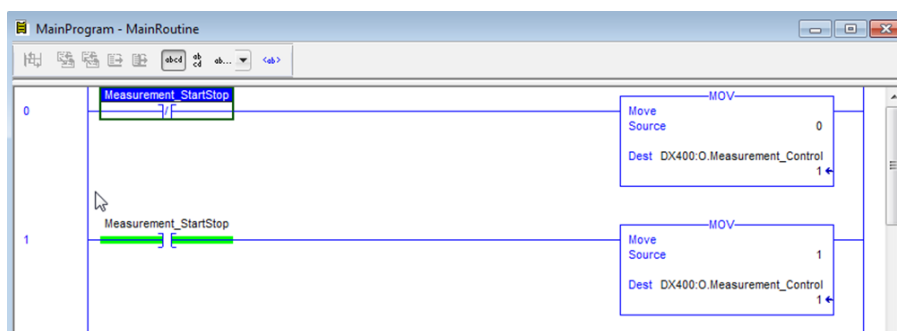 MainProgram - MainRoutine
abcd ab cd ab... <ab>
Measurement_StartStop
0
MOV
Move
Source 0
Dest DX400:O.Measurement_Control
1
Measurement_StartStop
1
MOV
Move
Source 1
Dest DX400:O.Measurement_Control
1